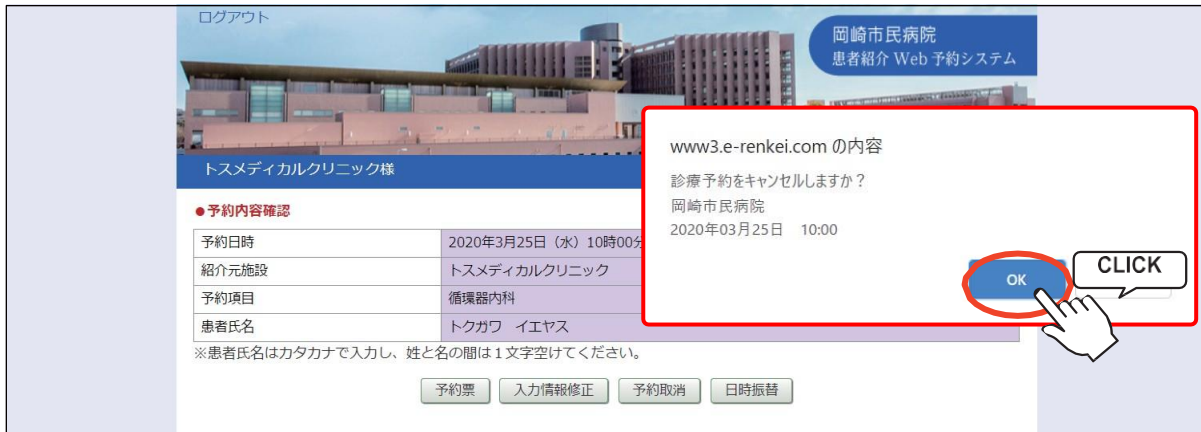 ログアウト
岡崎市民病院
患者紹介 Web 予約システム
トスメディカルクリニック様
●予約内容確認
予約日時 2020年3月25日（水）10時00分
紹介元施設 トスメディカルクリニック
予約項目 循環器内科
患者氏名 トクガワ　イエヤス
※患者氏名はカタカナで入力し、姓と名の間は１文字空けてください。
予約票 入力情報修正 予約取消 日時振替
www3.e-renkei.com の内容
診療予約をキャンセルしますか？
岡崎市民病院
2020年03月25日　10:00
OK
CLICK